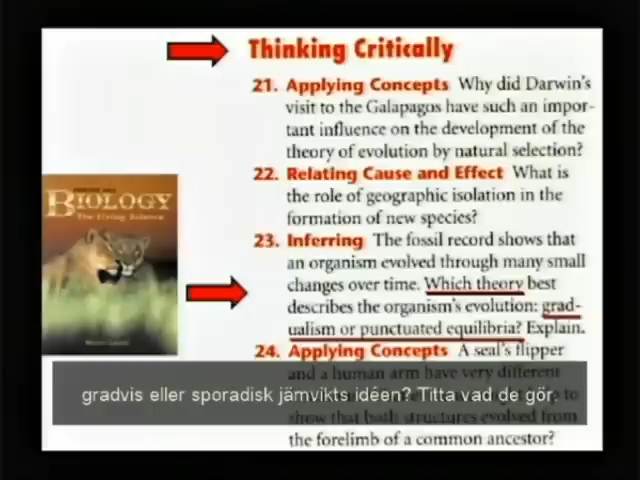 Thinking Critically
21. Applying Concepts Why did Darwin's
visit to the Galapagos have such an impor-
tant influence on the development of the
theory of evolution by natural selection?
22. Relating Cause and Effect What is
the role of geographic isolation in the
formation of new species?
23. Inferring The fossil record shows that
an organism evolved through many small
changes over time. Which theory best
describes the organism's evolution: grad-
ualism or punctuated equilibria? Explain.
24. Applying Concepts A seal's flipper
and a human arm have very different
to
show that both structures evolved from
the forelimb of a common ancestor?
BIOLOGY
The Living Science
gradvis eller sporadisk jämvikts idéen? Titta vad de gör,